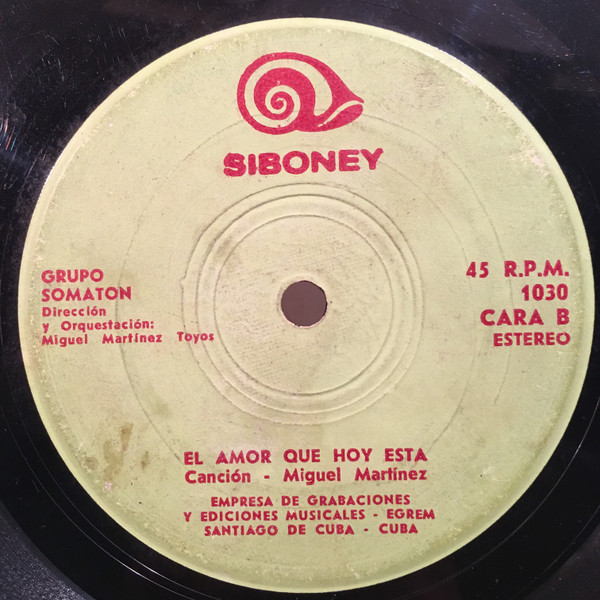 SIBONEY
GRUPO
SOMATON
Dirección
y Orquestación:
Miguel Martínez Toyos
45 R.P.M.
1030
CARA B
ESTEREO
EL AMOR QUE HOY ESTA
Canción - Miguel Martínez
EMPRESA DE GRABACIONES
Y EDICIONES MUSICALES - EGREM
SANTIAGO DE CUBA - CUBA